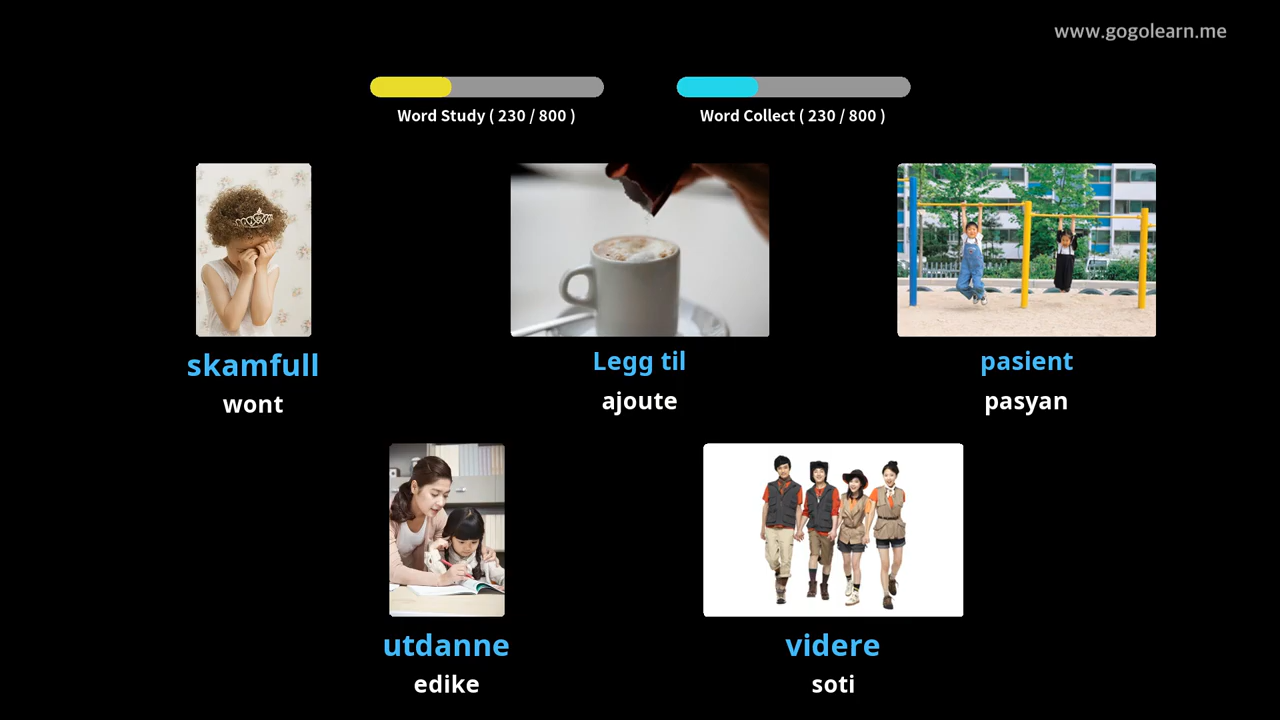 www.gogolearn.me
Word Study ( 230 / 800 )
Word Collect ( 230 / 800 )
skamfull
wont
Legg til
ajoute
pasient
pasyan
utdanne
edike
videre
soti